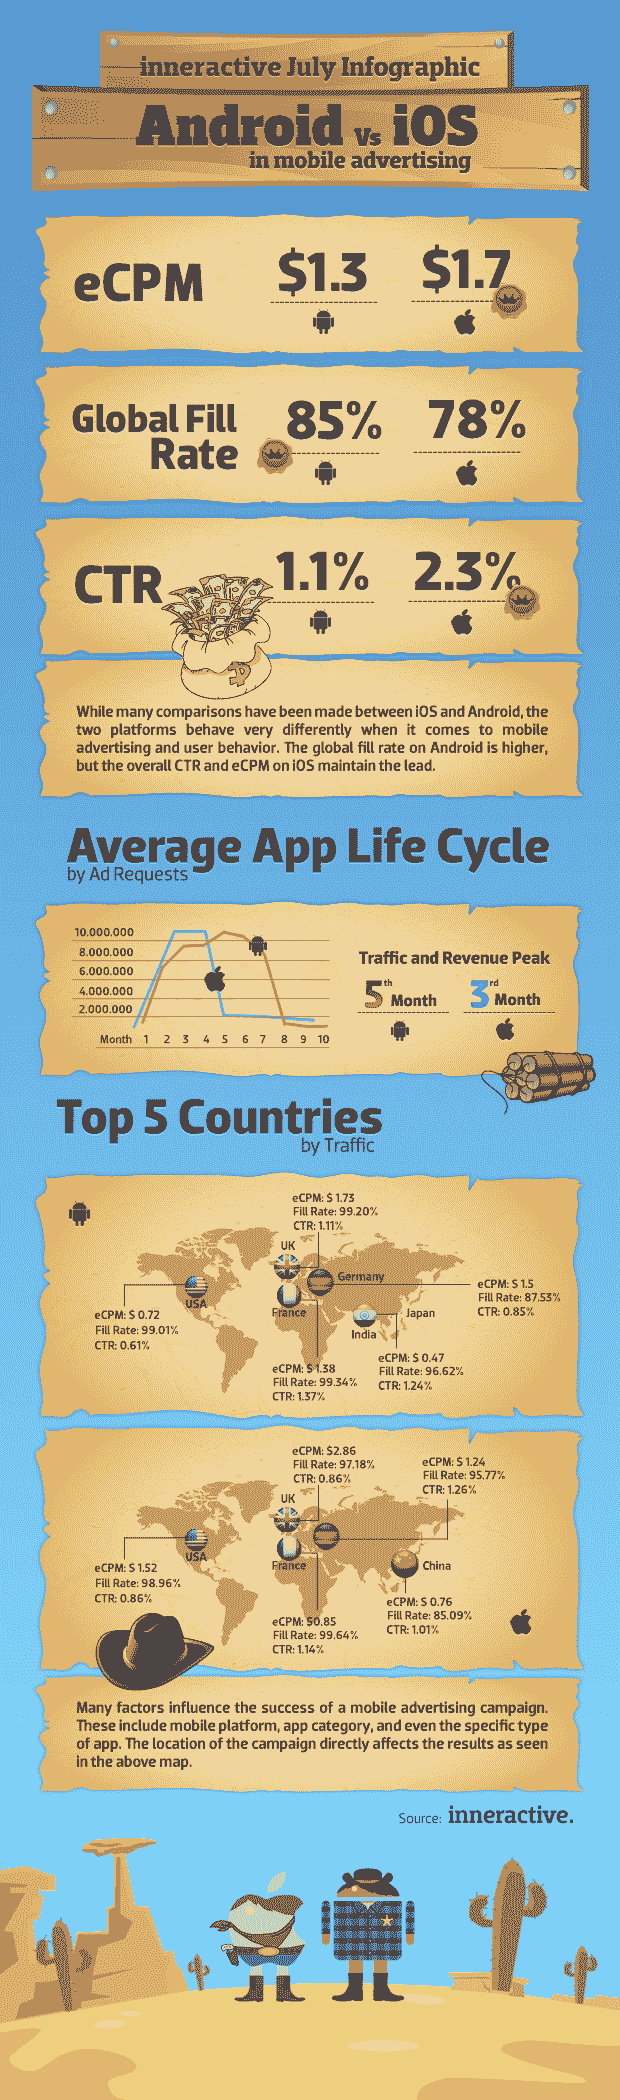 inneractive July Infographic
Android Vs iOS
in mobile advertising
eCPM
$1.3
$1.7
Global Fill
Rate
85%
78%
CTR
1.1%
2.3%
While many comparisons have been made between iOS and Android, the
two platforms behave very differently when it comes to mobile
advertising and user behavior. The global fill rate on Android is higher,
but the overall CTR and eCPM on iOS maintain the lead.
Average App Life Cycle
by Ad Requests
10.000.000
8.000.000
6.000.000
4.000.000
2.000.000
Month 1 2 3 4 5 6 7 8 9 10
Traffic and Revenue Peak
5th Month
3rd Month
Top 5 Countries
by Traffic
eCPM: $ 1.73
Fill Rate: 99.20%
CTR: 1.11%
UK
Germany
eCPM: $ 1.5
Fill Rate: 87.53%
CTR: 0.85%
USA
eCPM: $ 0.72
Fill Rate: 99.01%
CTR: 0.61%
France
Japan
India
eCPM: $ 1.38
Fill Rate: 99.34%
CTR: 1.37%
eCPM: $ 0.47
Fill Rate: 96.62%
CTR: 1.24%
eCPM: $2.86
Fill Rate: 97.18%
CTR: 0.86%
eCPM: $ 1.24
Fill Rate: 95.77%
CTR: 1.26%
UK
USA
France
China
eCPM: $ 1.52
Fill Rate: 98.96%
CTR: 0.86%
eCPM: $0.85
Fill Rate: 99.64%
CTR: 1.14%
eCPM: $ 0.76
Fill Rate: 85.09%
CTR: 1.01%
Many factors influence the success of a mobile advertising campaign.
These include mobile platform, app category, and even the specific type
of app. The location of the campaign directly affects the results as seen
in the above map.
Source: inneractive.